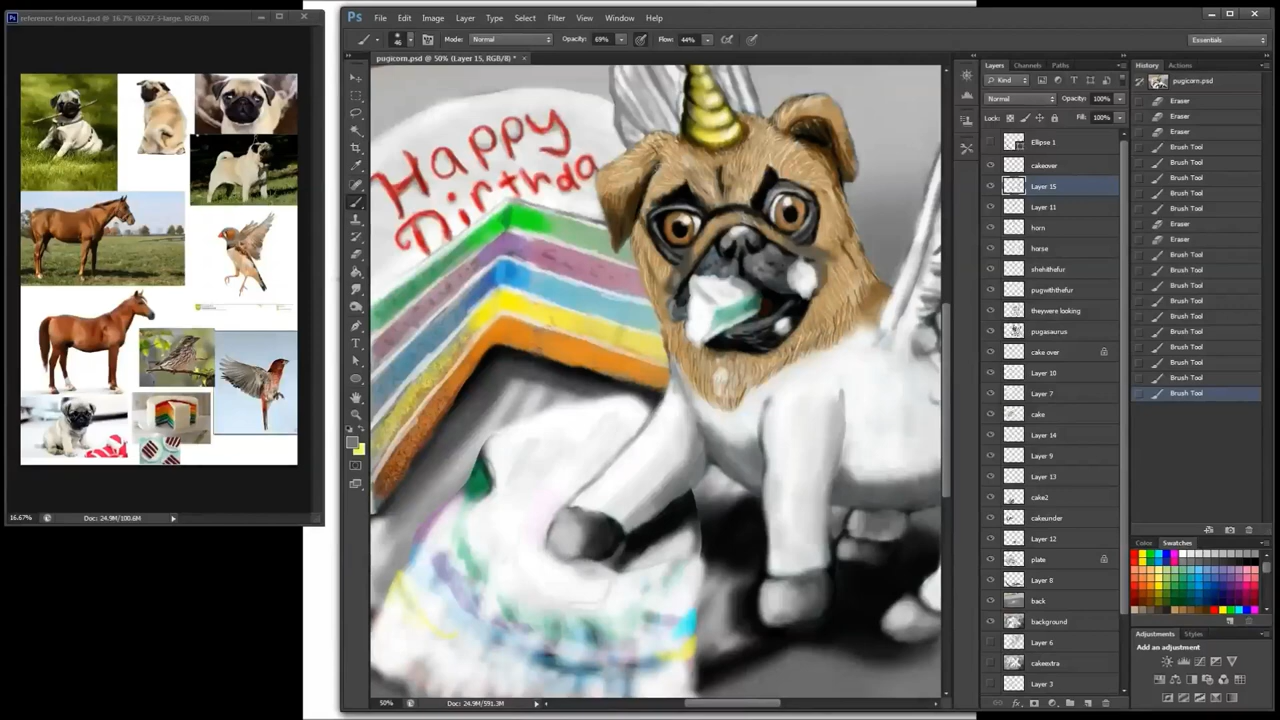 reference for idea1.psd @ 16.7% (6527-3-large, RGB/8)
16.67%
Doc: 24.9M/100.6M
Ps
File Edit Image Layer Type Select Filter View Window Help
46
Mode: Normal
Opacity: 69%
Flow: 44%
Essentials
pugicorn.psd @ 50% (Layer 15, RGB/8) *
Happy
Birthda
50%
Doc: 24.9M/591.3M
Layers Channels Paths
Kind
Normal
Opacity: 100%
Lock:
Fill: 100%
Ellipse 1
cakeover
Layer 15
Layer 11
horn
horse
shehithefur
pugwiththefur
theywere looking
pugasaurus
cake over
Layer 10
Layer 7
cake
Layer 14
Layer 9
Layer 13
cake2
cakeunder
Layer 12
plate
Layer 8
back
background
Layer 6
cakeextra
Layer 3
History Actions
pugicorn.psd
Eraser
Eraser
Eraser
Brush Tool
Brush Tool
Brush Tool
Brush Tool
Brush Tool
Eraser
Eraser
Brush Tool
Brush Tool
Brush Tool
Brush Tool
Brush Tool
Brush Tool
Brush Tool
Brush Tool
Brush Tool
Brush Tool
Color Swatches
Adjustments Styles
Add an adjustment